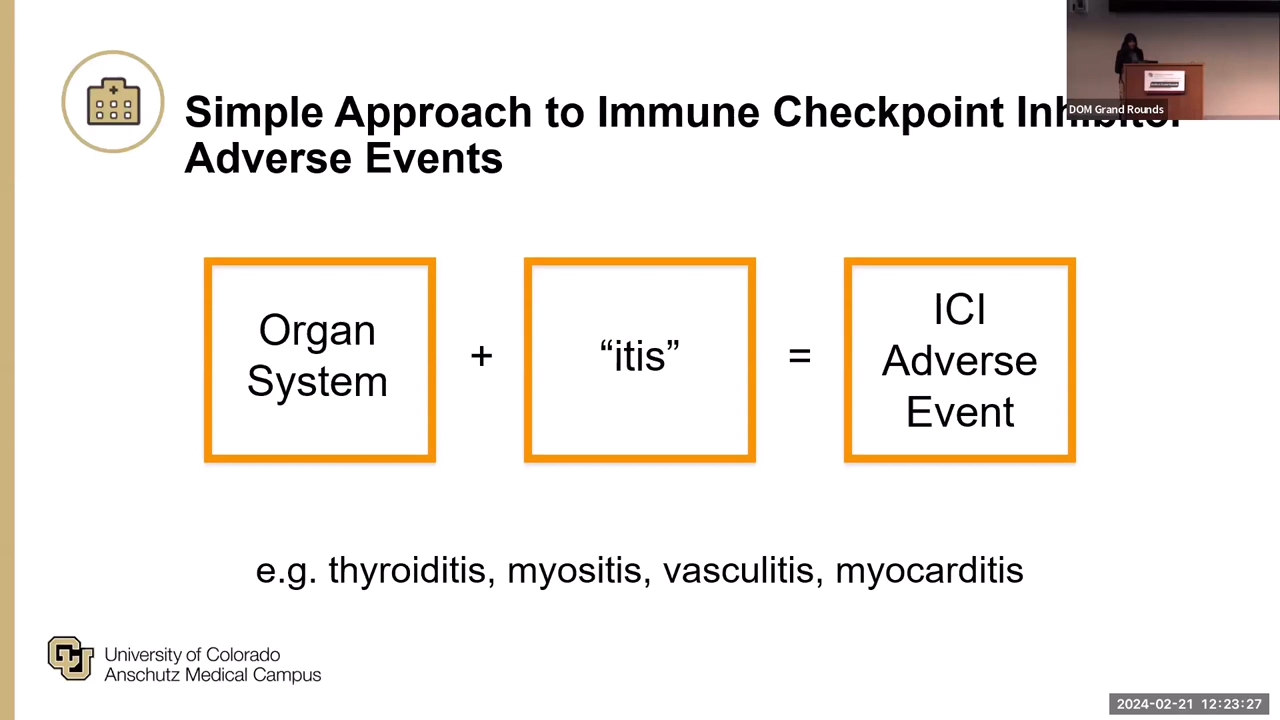 Simple Approach to Immune Checkpoint Inhibitor
Adverse Events
DOM Grand Rounds
Organ
System
+
“itis”
=
ICI
Adverse
Event
e.g. thyroiditis, myositis, vasculitis, myocarditis
University of Colorado
Anschutz Medical Campus
2024-02-21 12:23:27